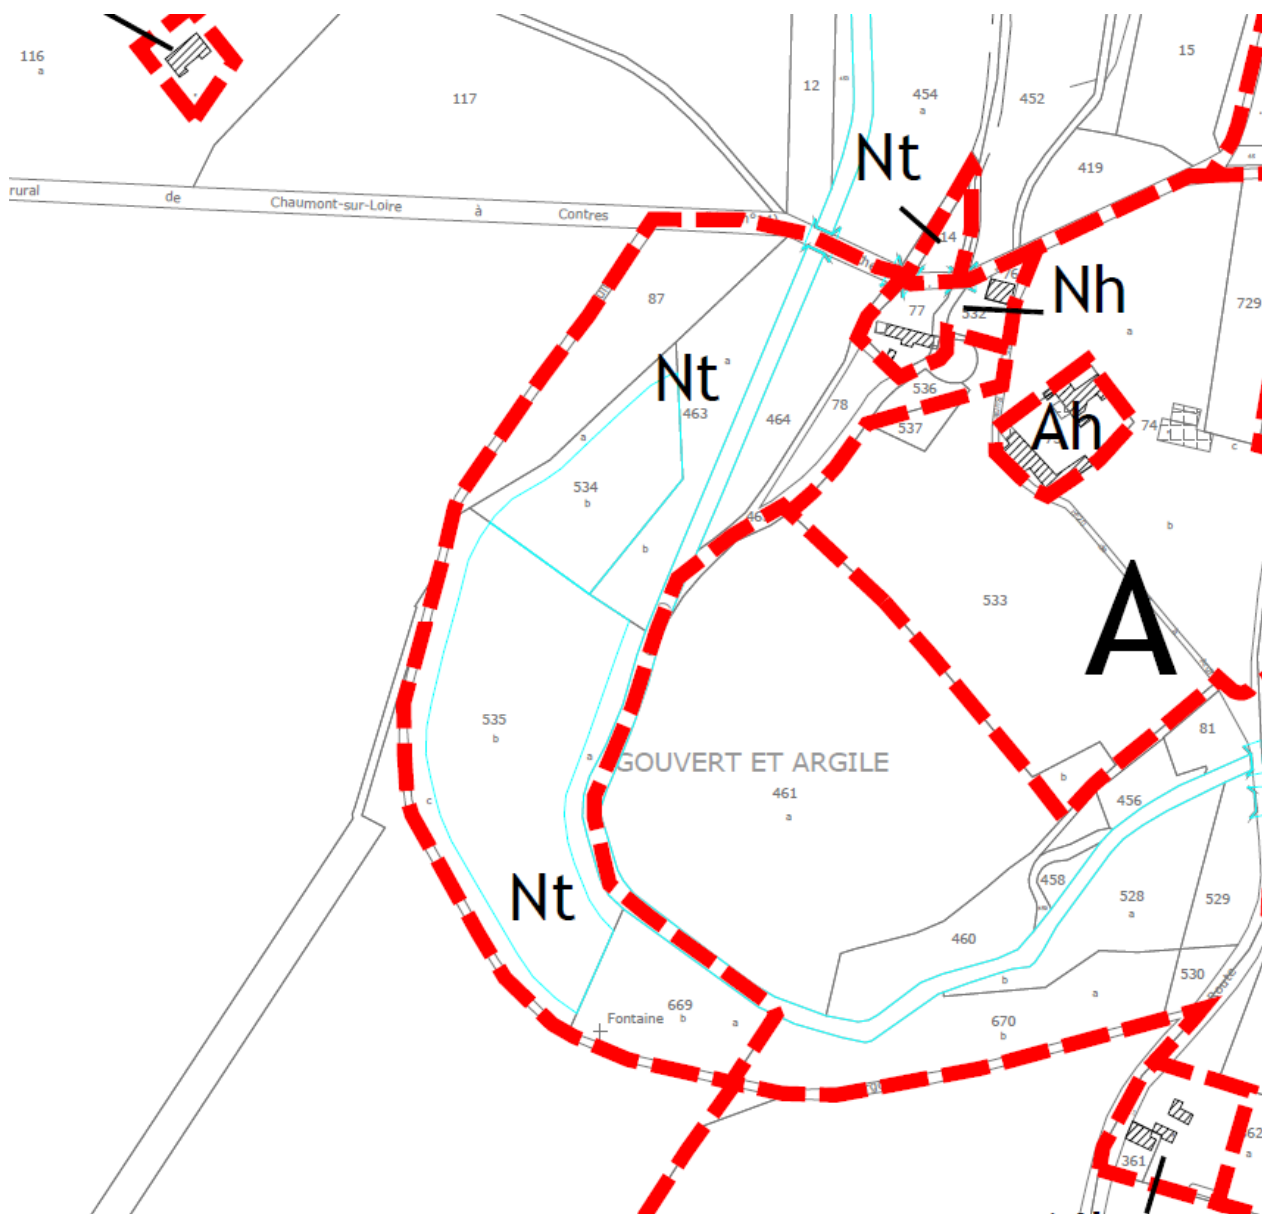 116
a
117
12
454
a
452
15
419
Nt
rural de Chaumont-sur-Loire à Contres
14
87
77
532
Nh
729
a
Nt
a
463
464
78
536
537
Ah
74
c
a
534
b
b
b
533
A
535
b
c
a
GOUVERT ET ARGILE
461
a
81
b
456
458
528
a
529
Nt
460
b
a
530
Route
669
b
a
Fontaine
670
b
361
a